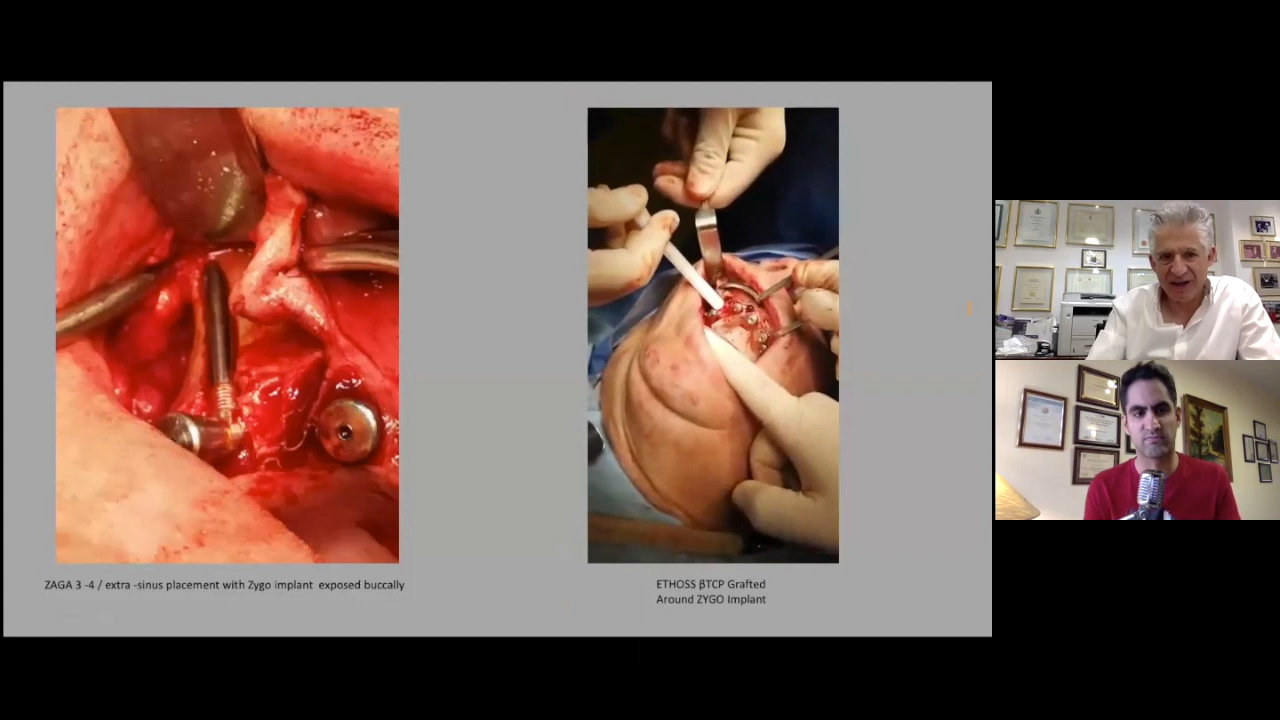 ZAGA 3 -4 / extra -sinus placement with Zygo implant  exposed buccally
ETHOSS βTCP Grafted
Around ZYGO Implant